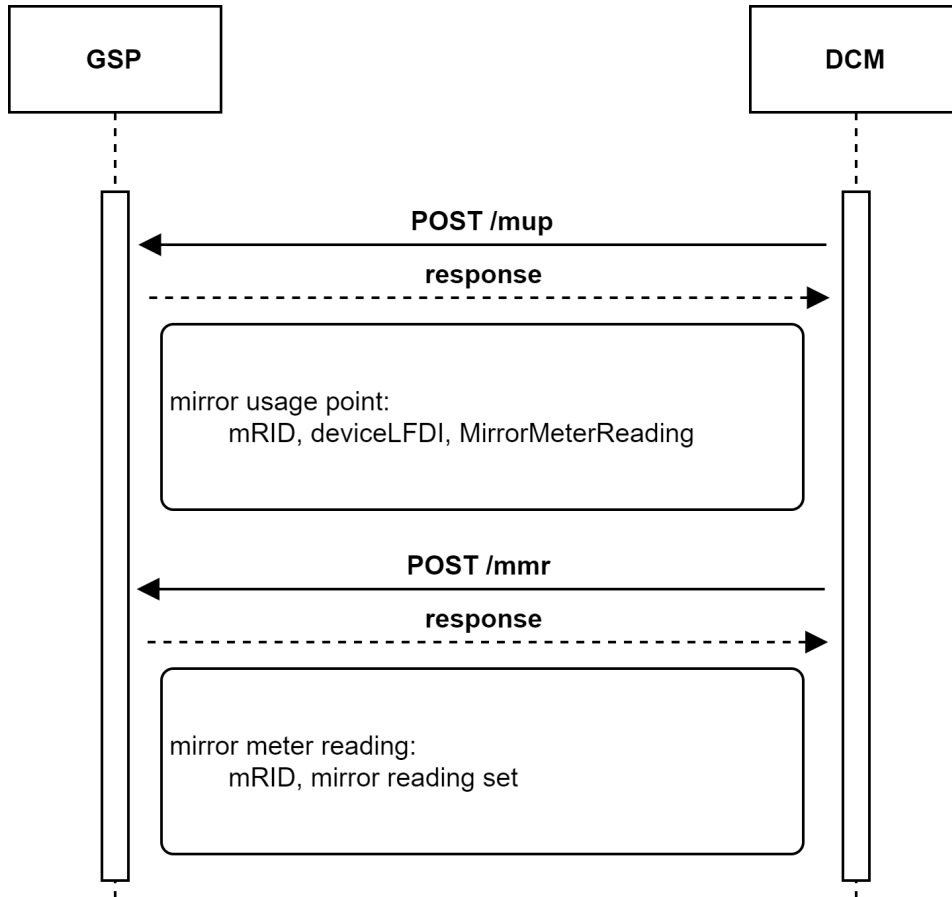 GSP
DCM
POST /mup
response
mirror usage point:
mRID, deviceLFDI, MirrorMeterReading
POST /mmr
response
mirror meter reading:
mRID, mirror reading set